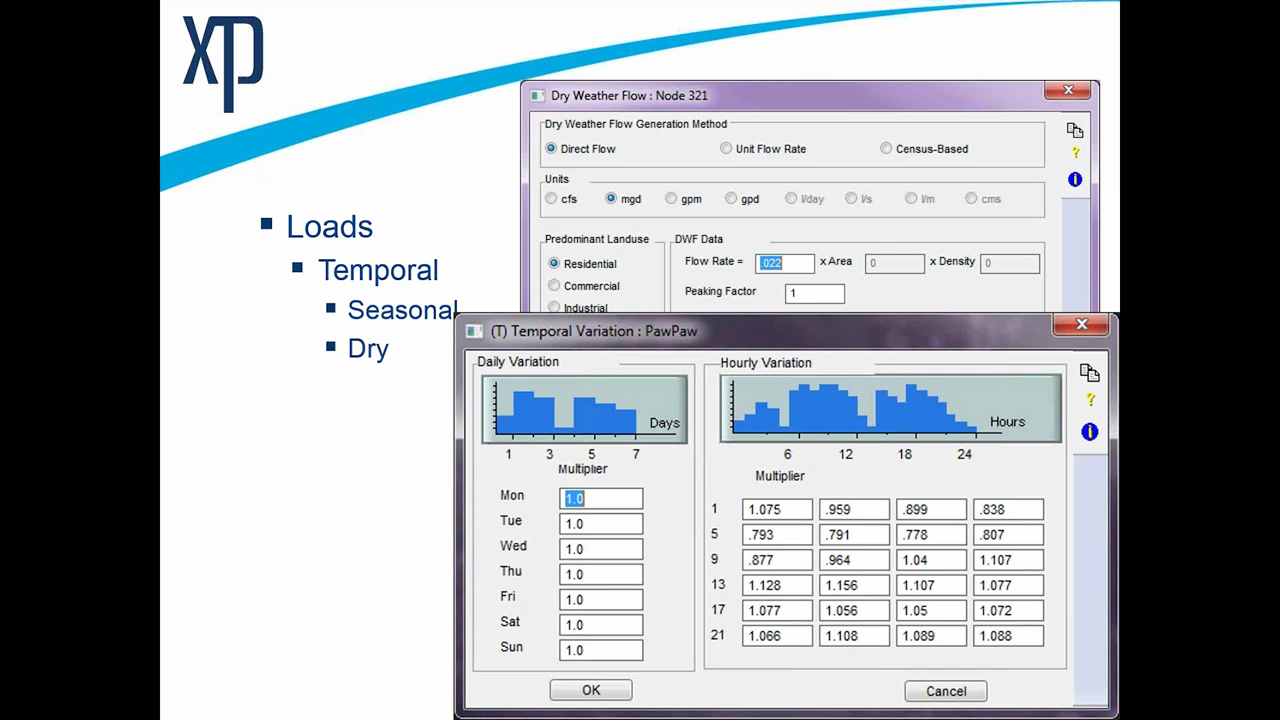 xp
Loads
Temporal
Seasonal
Dry
Dry Weather Flow : Node 321
Dry Weather Flow Generation Method
Direct Flow Unit Flow Rate Census-Based
Units
cfs mgd gpm gpd l/day l/s l/m cms
Predominant Landuse DWF Data
Residential Flow Rate = .022 x Area 0 x Density 0
Commercial Peaking Factor 1
Industrial
(T) Temporal Variation : PawPaw
Daily Variation
Days
1 3 5 7
Multiplier
Mon 1.0
Tue 1.0
Wed 1.0
Thu 1.0
Fri 1.0
Sat 1.0
Sun 1.0
OK
Hourly Variation
Hours
6 12 18 24
Multiplier
1 1.075 .959 .899 .838
5 .793 .791 .778 .807
9 .877 .964 1.04 1.107
13 1.128 1.156 1.107 1.077
17 1.077 1.056 1.05 1.072
21 1.066 1.108 1.089 1.088
Cancel